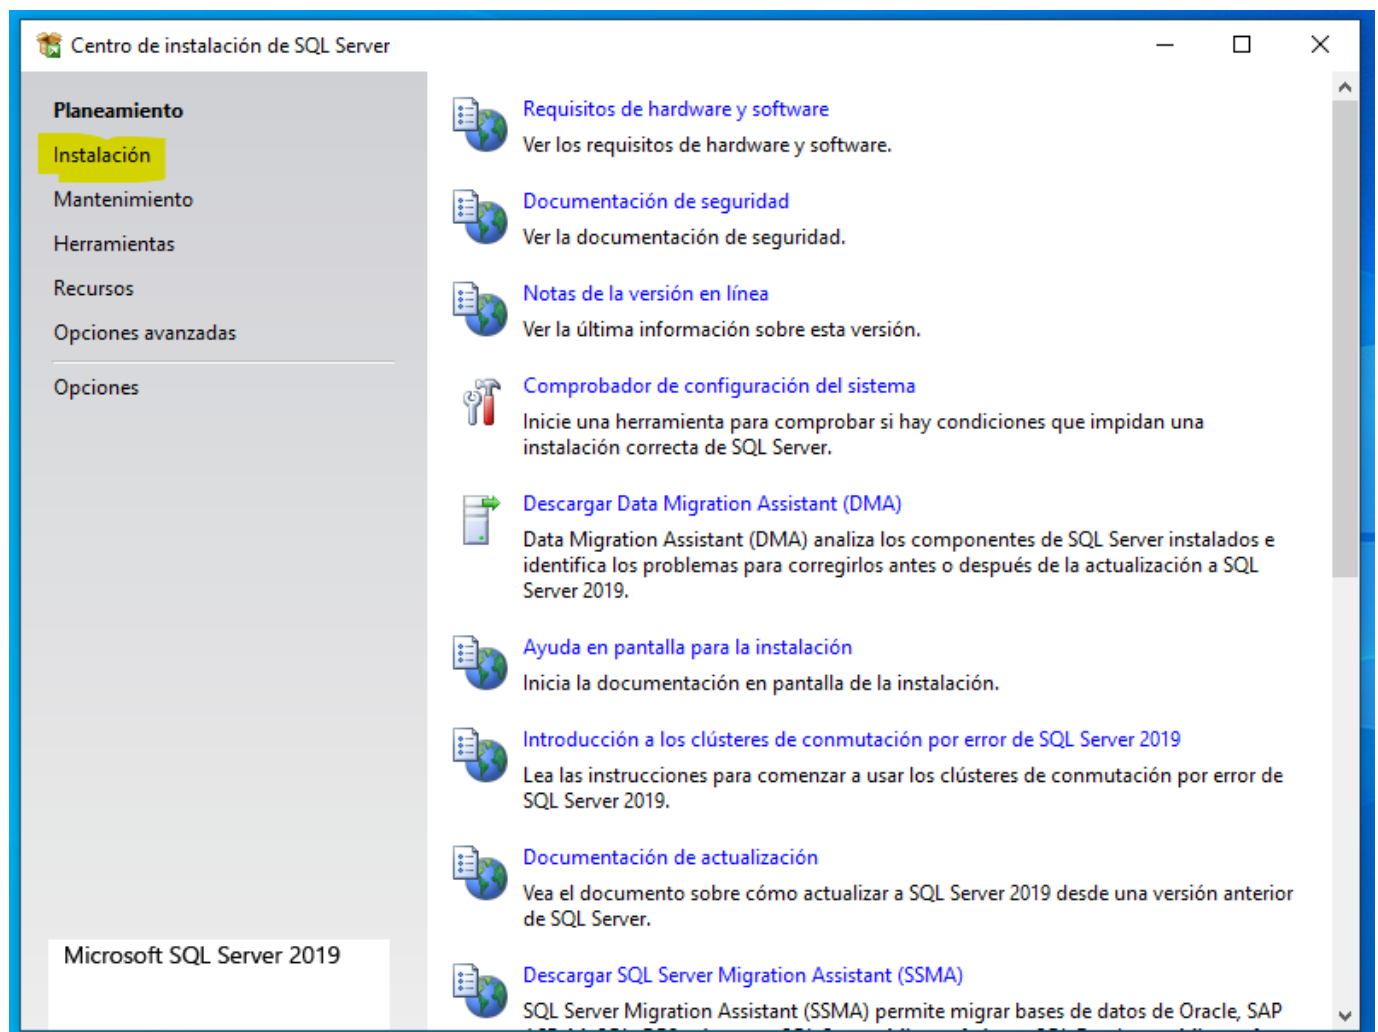 Centro de instalación de SQL Server
Planeamiento
Instalación
Mantenimiento
Herramientas
Recursos
Opciones avanzadas
Opciones
Microsoft SQL Server 2019
Requisitos de hardware y software
Ver los requisitos de hardware y software.
Documentación de seguridad
Ver la documentación de seguridad.
Notas de la versión en línea
Ver la última información sobre esta versión.
Comprobador de configuración del sistema
Inicie una herramienta para comprobar si hay condiciones que impidan una
instalación correcta de SQL Server.
Descargar Data Migration Assistant (DMA)
Data Migration Assistant (DMA) analiza los componentes de SQL Server instalados e
identifica los problemas para corregirlos antes o después de la actualización a SQL
Server 2019.
Ayuda en pantalla para la instalación
Inicia la documentación en pantalla de la instalación.
Introducción a los clústeres de conmutación por error de SQL Server 2019
Lea las instrucciones para comenzar a usar los clústeres de conmutación por error de
SQL Server 2019.
Documentación de actualización
Vea el documento sobre cómo actualizar a SQL Server 2019 desde una versión anterior
de SQL Server.
Descargar SQL Server Migration Assistant (SSMA)
SQL Server Migration Assistant (SSMA) permite migrar bases de datos de Oracle, SAP